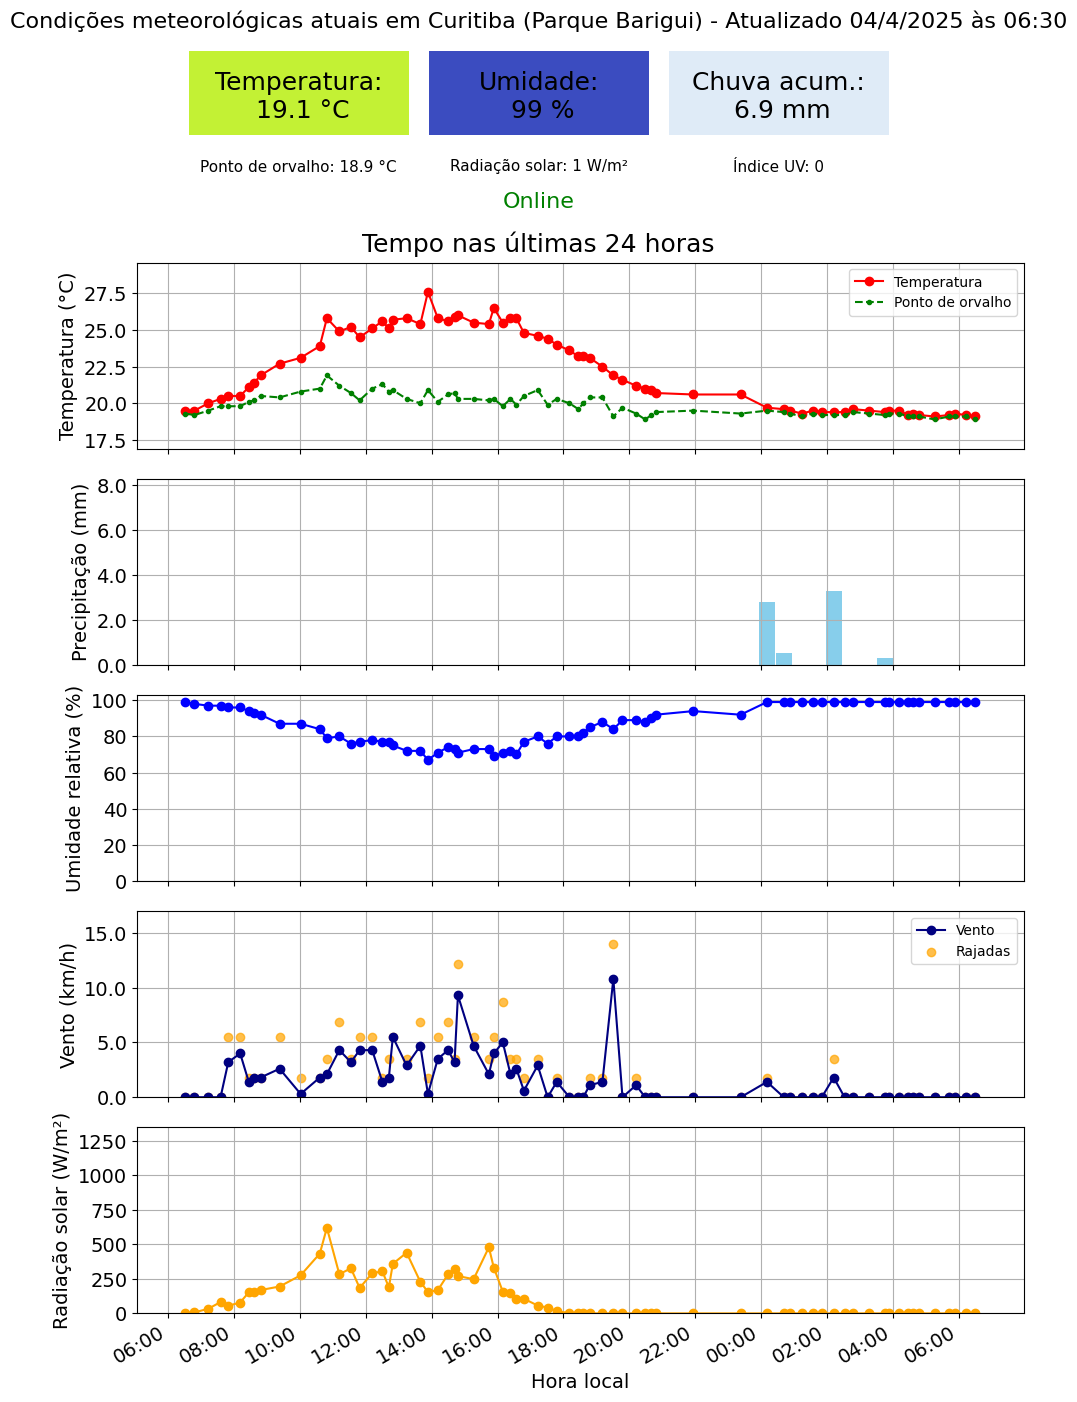 Condições meteorológicas atuais em Curitiba (Parque Barigui) - Atualizado 04/4/2025 às 06:30
Temperatura:
19.1 °C
Umidade:
99 %
Chuva acum.:
6.9 mm
Ponto de orvalho: 18.9 °C
Radiação solar: 1 W/m²
Índice UV: 0
Online
Tempo nas últimas 24 horas
Temperatura (°C)
27.5
25.0
22.5
20.0
17.5
Temperatura
Ponto de orvalho
Precipitação (mm)
8.0
6.0
4.0
2.0
0.0
Umidade relativa (%)
100
80
60
40
20
0
Vento (km/h)
15.0
10.0
5.0
0.0
Vento
Rajadas
Radiação solar (W/m²)
1250
1000
750
500
250
0
06:00
08:00
10:00
12:00
14:00
16:00
18:00
20:00
22:00
00:00
02:00
04:00
06:00
Hora local